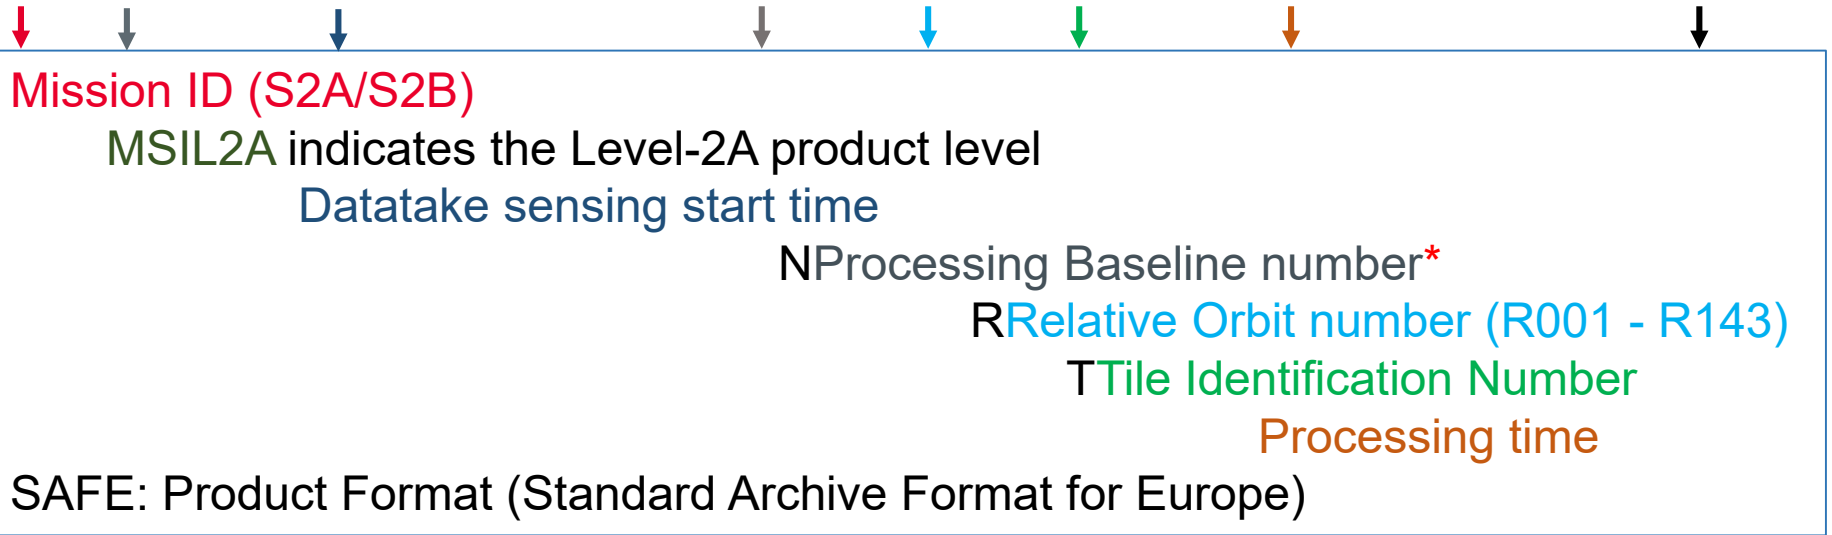 Mission ID (S2A/S2B)
MSIL2A indicates the Level-2A product level
Datatake sensing start time
NProcessing Baseline number*
RRelative Orbit number (R001 - R143)
TTile Identification Number
Processing time
SAFE: Product Format (Standard Archive Format for Europe)